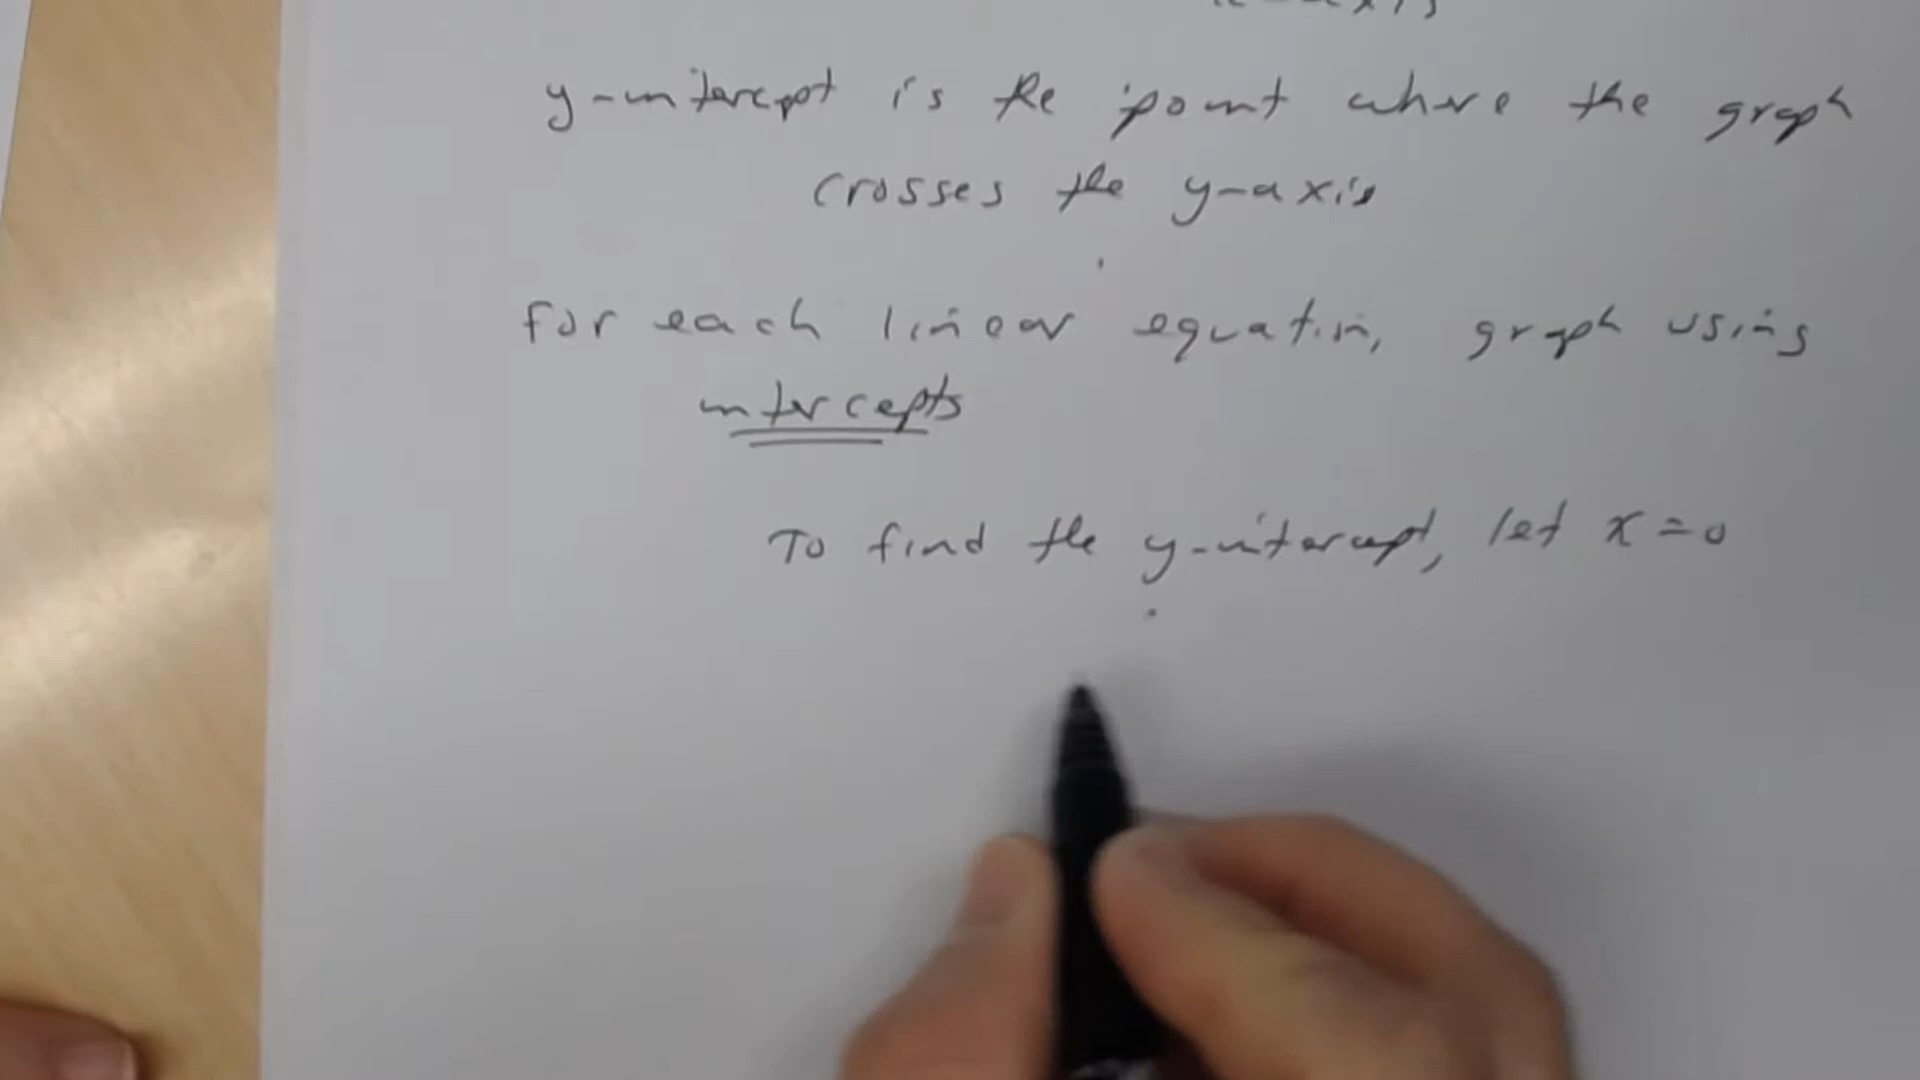 y-intercept is the point where the graph
crosses the y-axis
for each linear equation, graph using
intercepts
To find the y-intercept, let x = 0